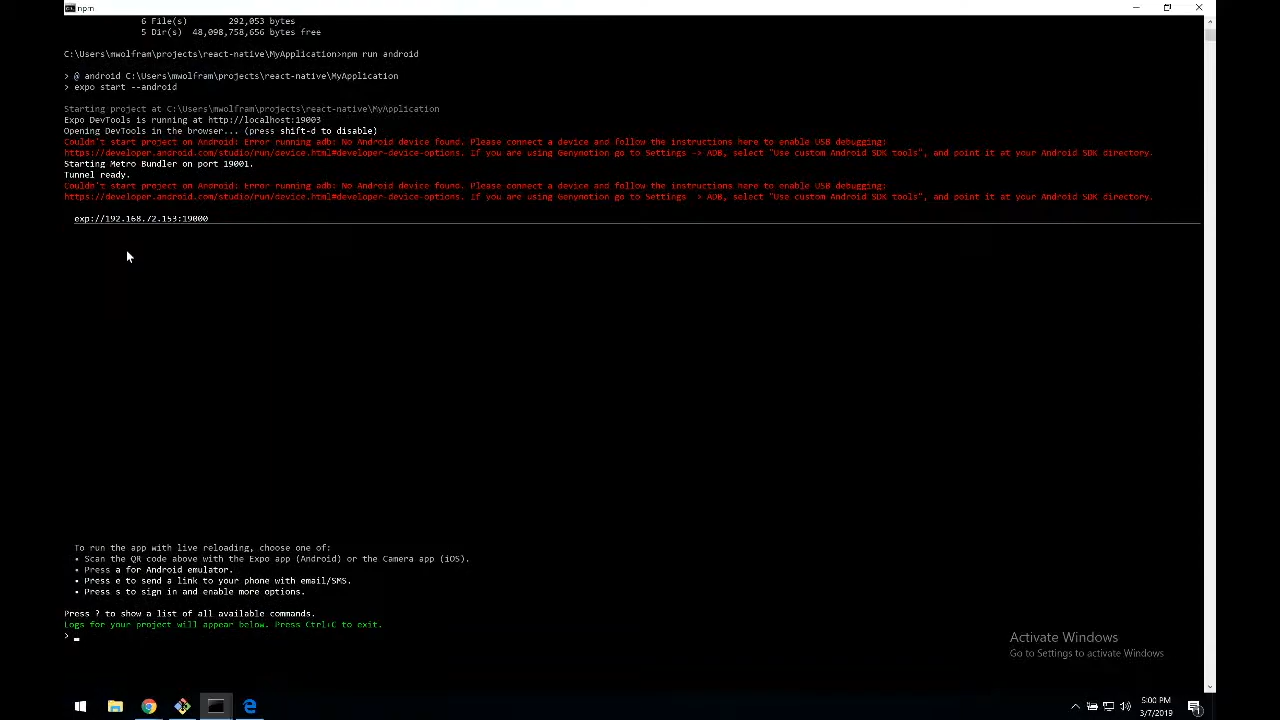 npm
6 File(s)        292,053 bytes
5 Dir(s)  48,098,758,656 bytes free
C:\Users\mwolfram\projects\react-native\MyApplication>npm run android
> @ android C:\Users\mwolfram\projects\react-native\MyApplication
> expo start --android
Starting project at C:\Users\mwolfram\projects\react-native\MyApplication
Expo DevTools is running at http://localhost:19003
Opening DevTools in the browser... (press shift-d to disable)
Couldn't start project on Android: Error running adb: No Android device found. Please connect a device and follow the instructions here to enable USB debugging:
https://developer.android.com/studio/run/device.html#developer-device-options. If you are using Genymotion go to Settings -> ADB, select "Use custom Android SDK tools", and point it at your Android SDK directory.
Starting Metro Bundler on port 19001.
Tunnel ready.
Couldn't start project on Android: Error running adb: No Android device found. Please connect a device and follow the instructions here to enable USB debugging:
https://developer.android.com/studio/run/device.html#developer-device-options. If you are using Genymotion go to Settings -> ADB, select "Use custom Android SDK tools", and point it at your Android SDK directory.
exp://192.168.72.153:19000
To run the app with live reloading, choose one of:
• Scan the QR code above with the Expo app (Android) or the Camera app (iOS).
• Press a for Android emulator.
• Press e to send a link to your phone with email/SMS.
• Press s to sign in and enable more options.
Press ? to show a list of all available commands.
Logs for your project will appear below. Press Ctrl+C to exit.
>
Activate Windows
Go to Settings to activate Windows
5:00 PM
3/7/2019